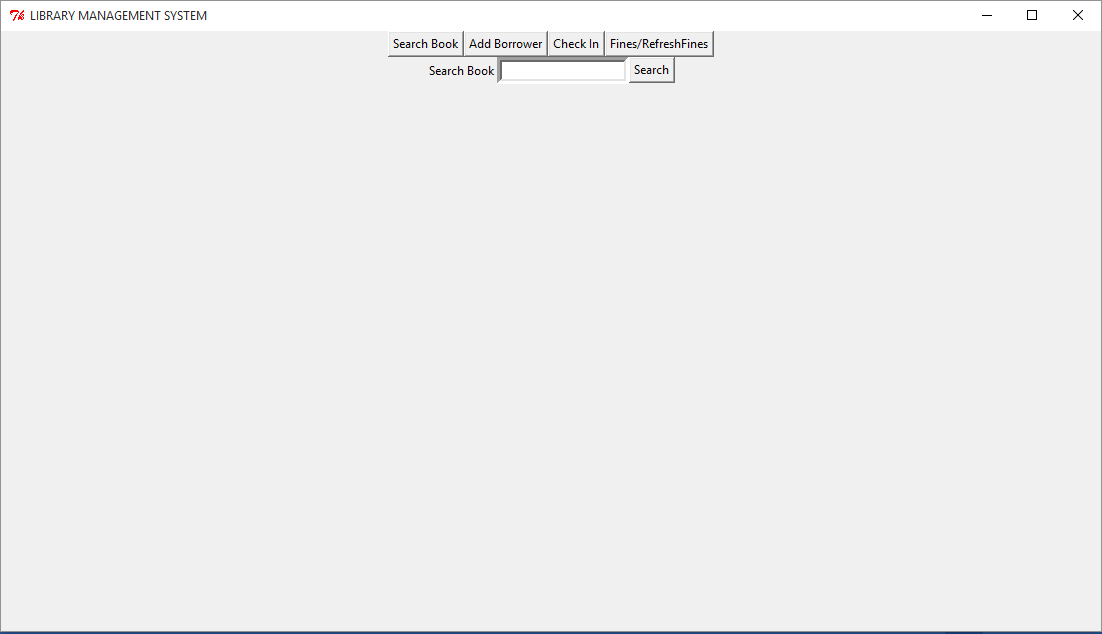 LIBRARY MANAGEMENT SYSTEM
Search Book Add Borrower Check In Fines/RefreshFines
Search Book Search